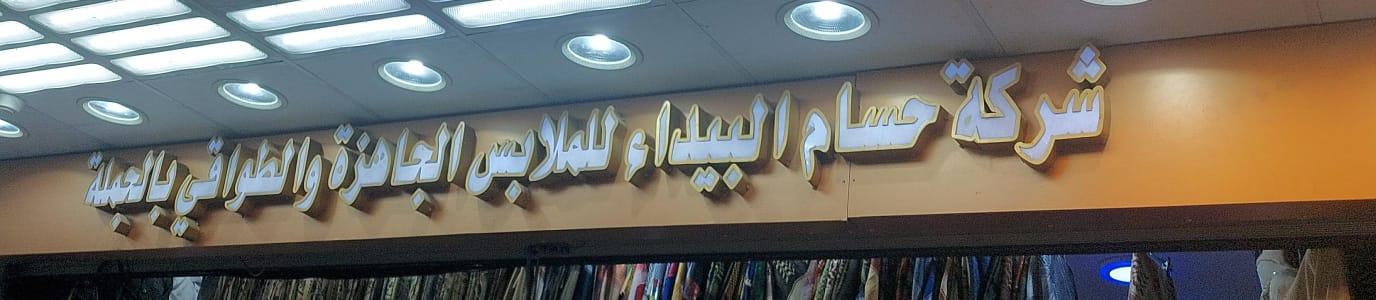 شركة حسام البيداء للملابس الجاهزة والطواقي بالجملة